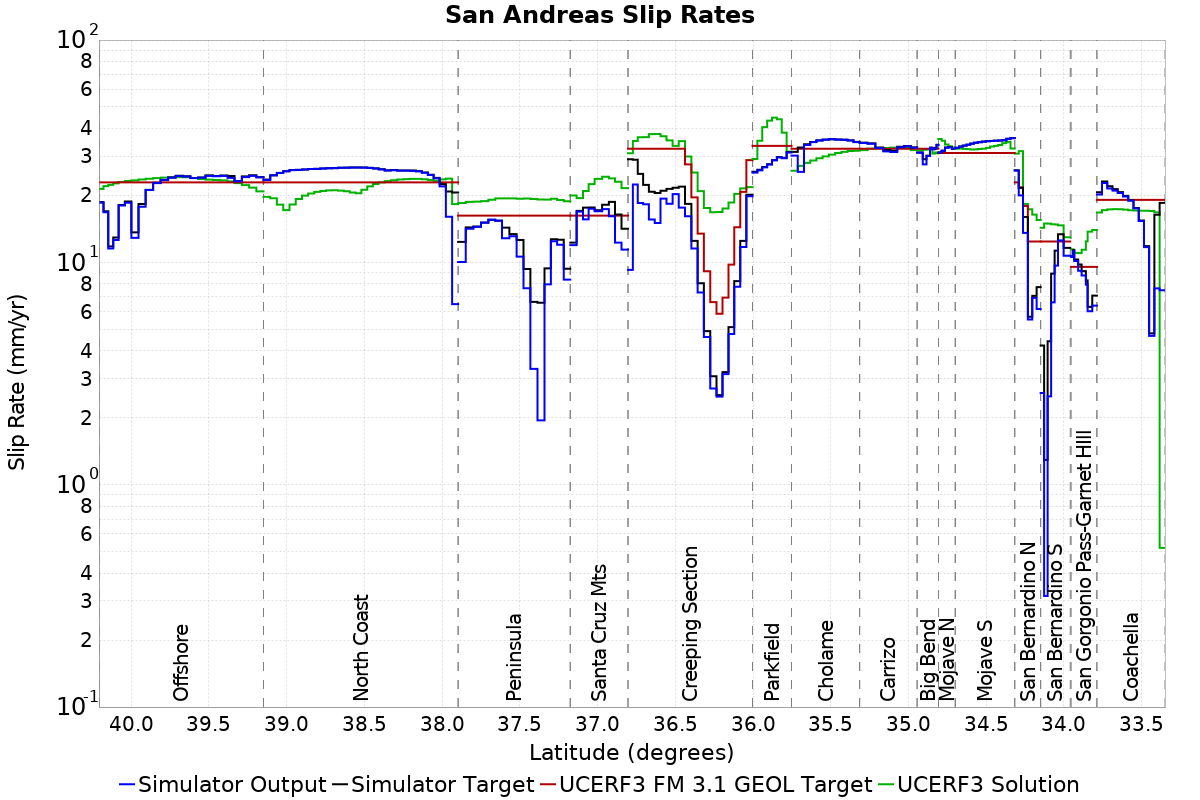 San Andreas Slip Rates
Slip Rate (mm/yr)
10^2
8
6
4
3
2
10^1
8
6
4
3
2
10^0
8
6
4
3
2
10^-1
Offshore
North Coast
Peninsula
Santa Cruz Mts
Creeping Section
Parkfield
Cholame
Carrizo
Big Bend
Mojave N
Mojave S
San Bernardino N
San Bernardino S
San Gorgonio Pass-Garnet HIll
Coachella
40.0 39.5 39.0 38.5 38.0 37.5 37.0 36.5 36.0 35.5 35.0 34.5 34.0 33.5
Latitude (degrees)
Simulator Output Simulator Target UCERF3 FM 3.1 GEOL Target UCERF3 Solution